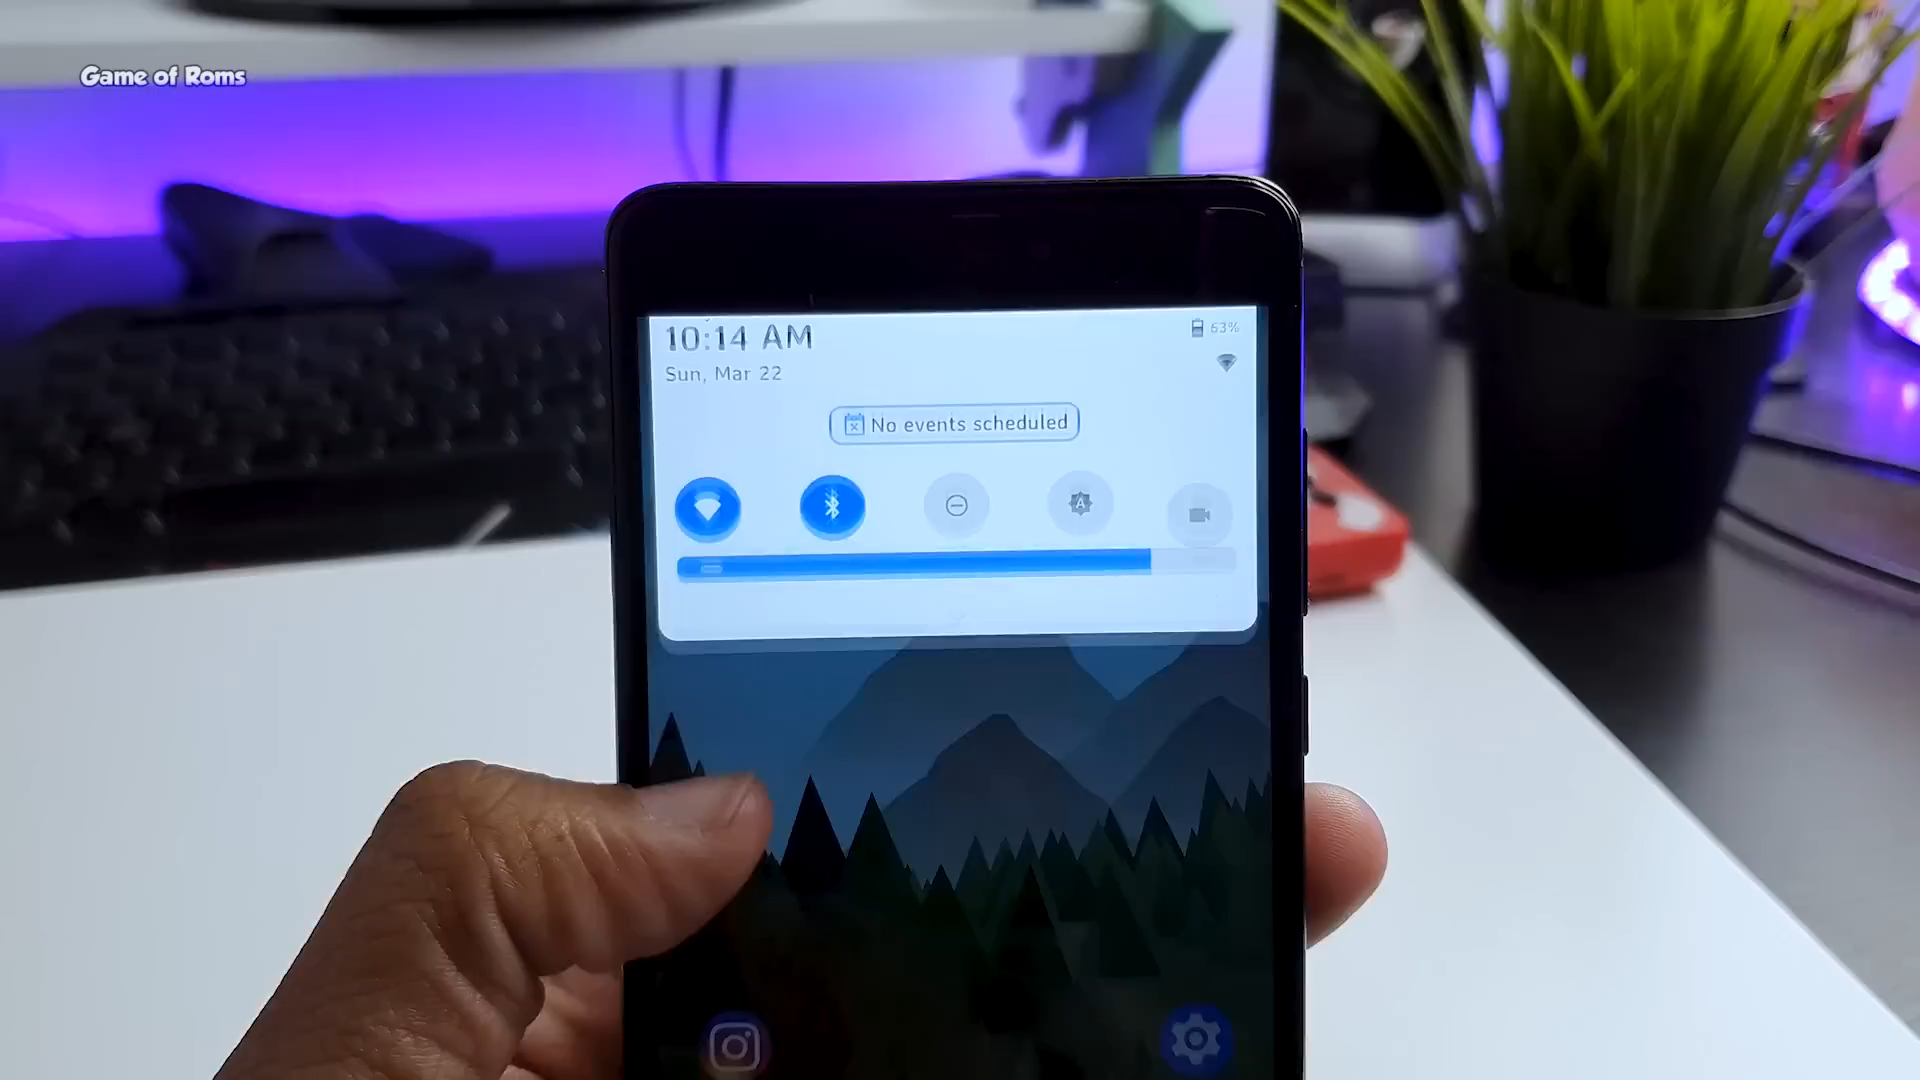 Game of Roms
10:14 AM
63%
Sun, Mar 22
No events scheduled